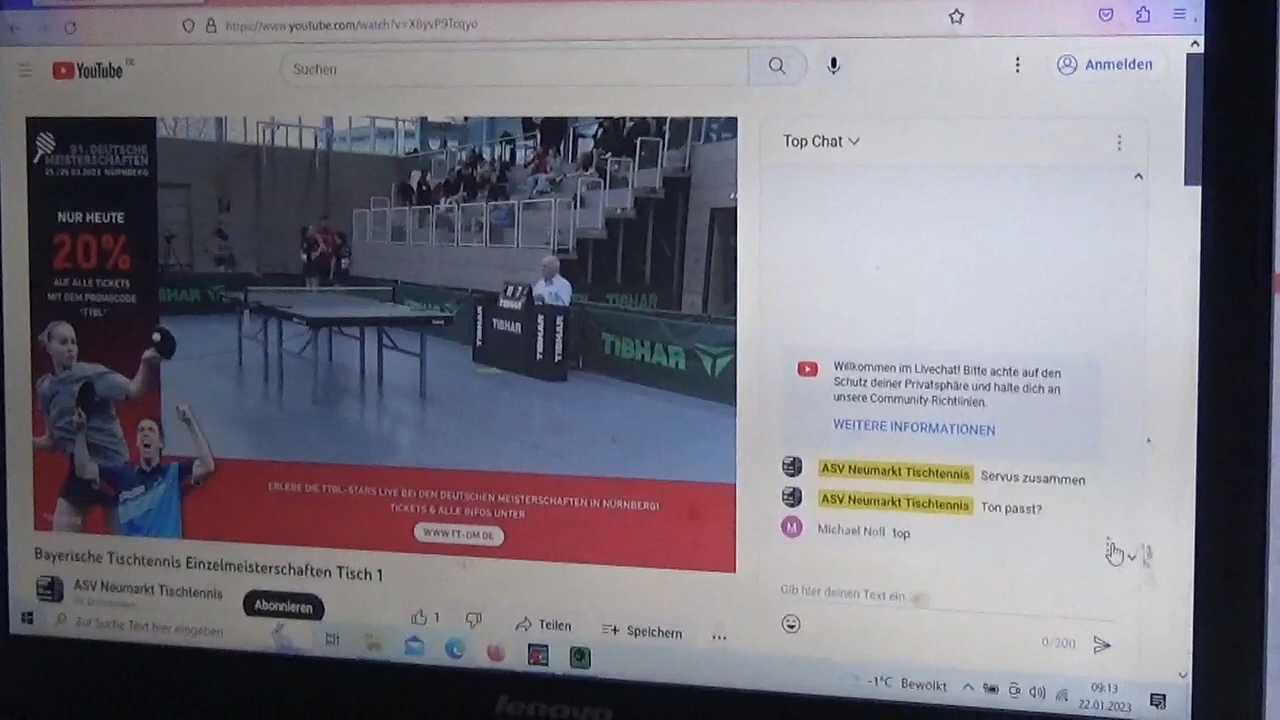 https://www.youtube.com/watch?v=X8yvP9Tcqyo
YouTube DE
Suchen
Anmelden
91. DEUTSCHE
MEISTERSCHAFTEN
NÜRNBERG
NUR HEUTE
20%
AUF ALLE TICKETS
MIT DEM PROMOCODE
"TTBL"
TIBHAR
TIBHAR
TIBHAR
TIBHAR
TIBHAR
TIBHAR
ERLEBE DIE TTBL-STARS LIVE BEI DEN DEUTSCHEN MEISTERSCHAFTEN IN NÜRNBERG!
TICKETS & ALLE INFOS UNTER
WWW.TT-DM.DE
Bayerische Tischtennis Einzelmeisterschaften Tisch 1
ASV Neumarkt Tischtennis
Abonnieren
1
Teilen
Speichern
Top Chat
Willkommen im Livechat! Bitte achte auf den
Schutz deiner Privatsphäre und halte dich an
unsere Community-Richtlinien.
WEITERE INFORMATIONEN
ASV Neumarkt Tischtennis Servus zusammen
ASV Neumarkt Tischtennis Ton passt?
M Michael Noll top
Gib hier deinen Text ein
0/200
Zur Suche Text hier eingeben
-1°C Bewölkt
09:13
22.01.2023
lenovo